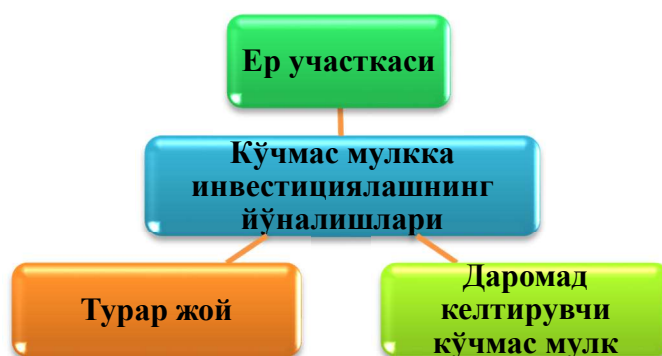 Ер участкаси
Кўчмас мулкка
инвестициялашнинг
йўналишлари
Турар жой
Даромад
келтирувчи
кўчмас мулк